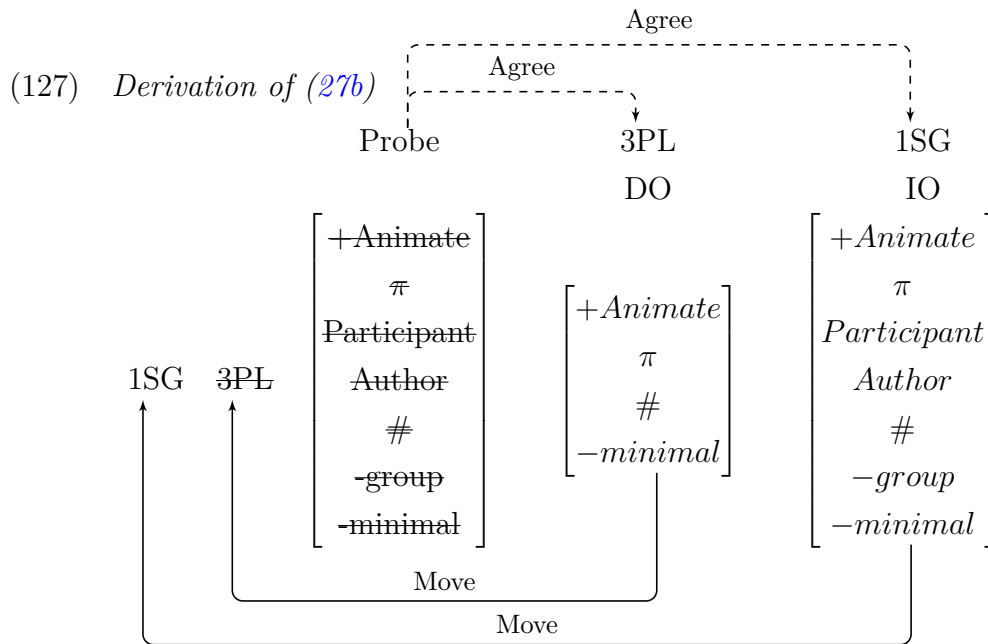 Agree
Agree
(127) Derivation of (27b)
Probe 3PL 1SG
DO IO
+Animate
π
Participant
Author
#
-group
-minimal
+Animate
π
#
−minimal
+Animate
π
Participant
Author
#
−group
−minimal
1SG 3PL
Move
Move